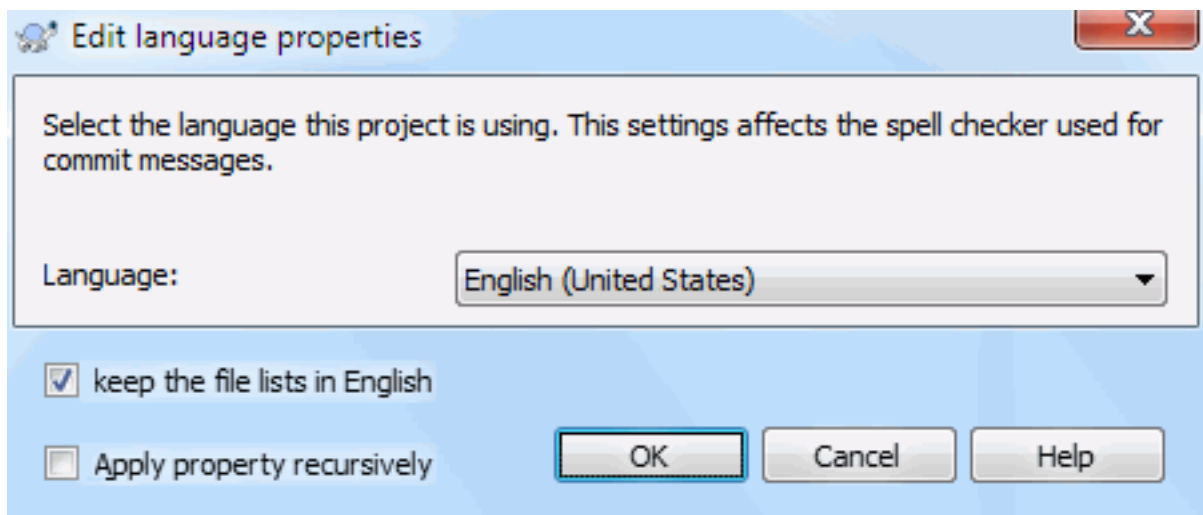 Edit language properties
Select the language this project is using. This settings affects the spell checker used for
commit messages.
Language:
English (United States)
keep the file lists in English
Apply property recursively
OK
Cancel
Help